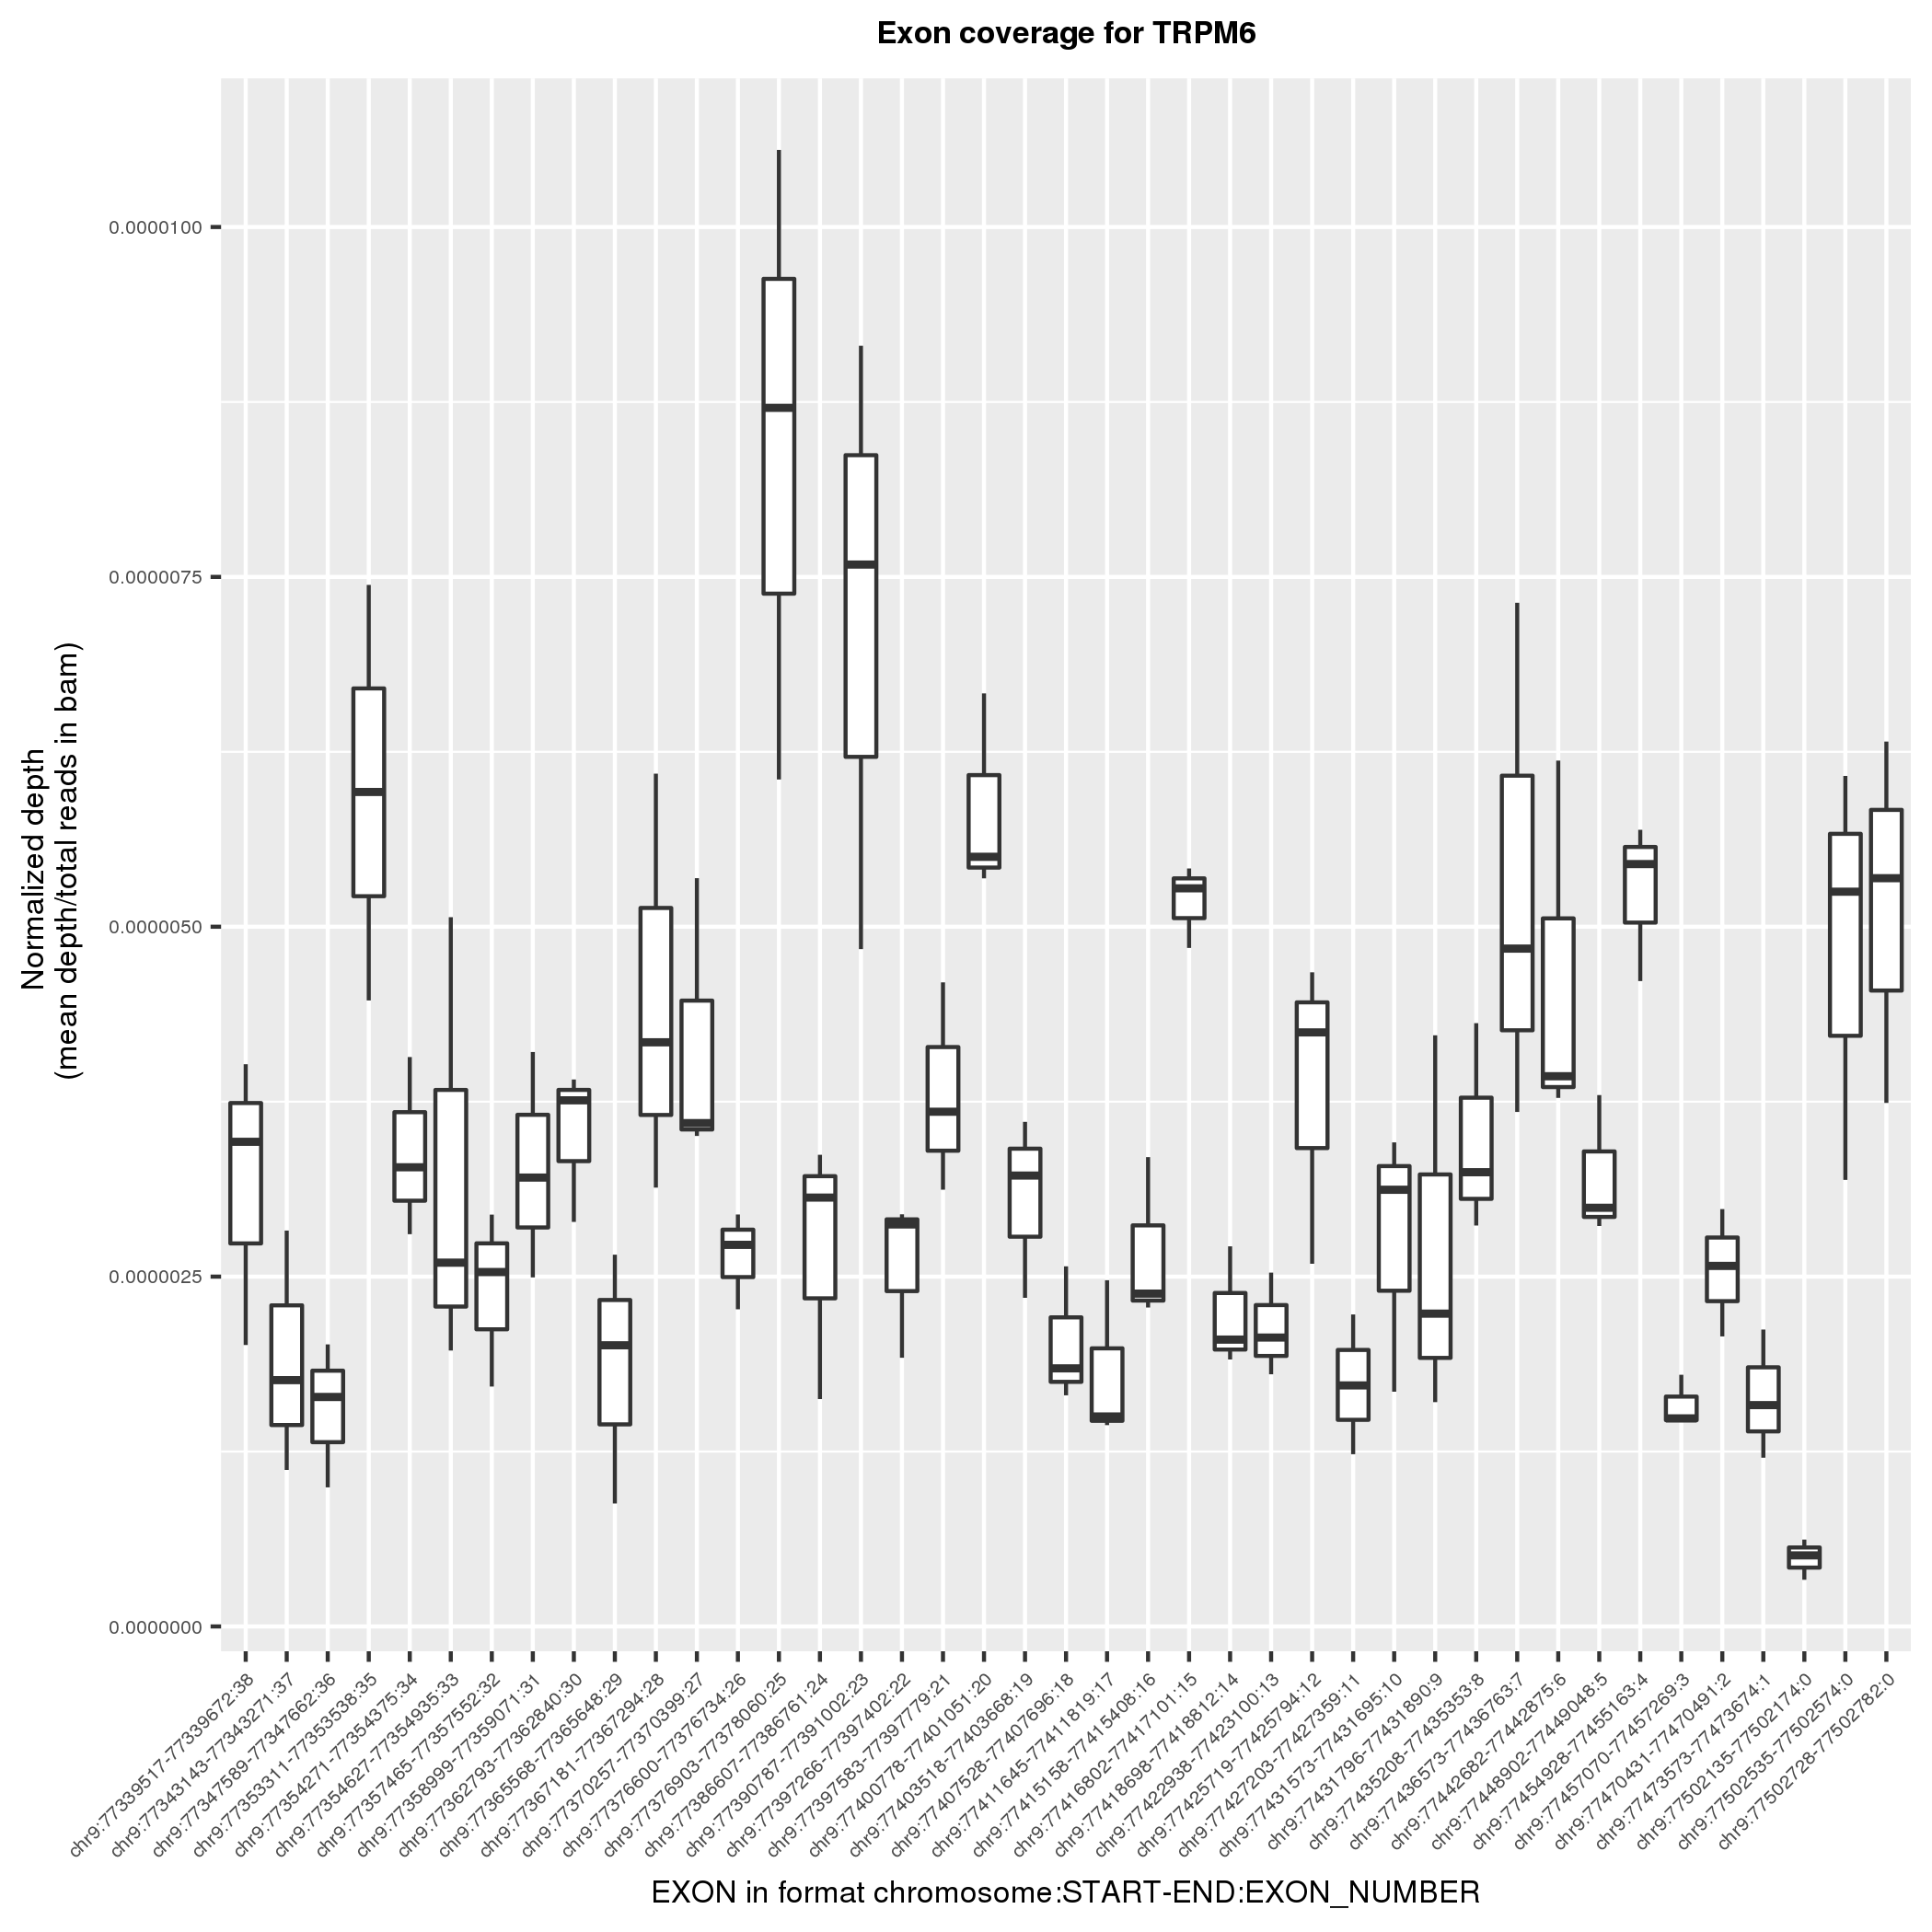 Exon coverage for TRPM6
0.0000100
0.0000075
0.0000050
0.0000025
0.0000000
Normalized depth
(mean depth/total reads in bam)
chr9:77339517-77339672:38
chr9:77343143-77343271:37
chr9:77347589-77347662:36
chr9:77353311-77353538:35
chr9:77354271-77354375:34
chr9:77354627-77354935:33
chr9:77357465-77357552:32
chr9:77358999-77359071:31
chr9:77362793-77362840:30
chr9:77365568-77365648:29
chr9:77367181-77367294:28
chr9:77370257-77370399:27
chr9:77376600-77376734:26
chr9:77376903-77378060:25
chr9:77386607-77386761:24
chr9:77390787-77391002:23
chr9:77397266-77397402:22
chr9:77397583-77397779:21
chr9:77400778-77401051:20
chr9:77403518-77403668:19
chr9:77407528-77407696:18
chr9:77411645-77411819:17
chr9:77415158-77415408:16
chr9:77416802-77417101:15
chr9:77418698-77418812:14
chr9:77422938-77423100:13
chr9:77425719-77425794:12
chr9:77427203-77427359:11
chr9:77431573-77431695:10
chr9:77431796-77431890:9
chr9:77435208-77435353:8
chr9:77436573-77436763:7
chr9:77442682-77442875:6
chr9:77448902-77449048:5
chr9:77454928-77455163:4
chr9:77457070-77457269:3
chr9:77470431-77470491:2
chr9:77473573-77473674:1
chr9:77502135-77502174:0
chr9:77502535-77502574:0
chr9:77502728-77502782:0
EXON in format chromosome:START-END:EXON_NUMBER